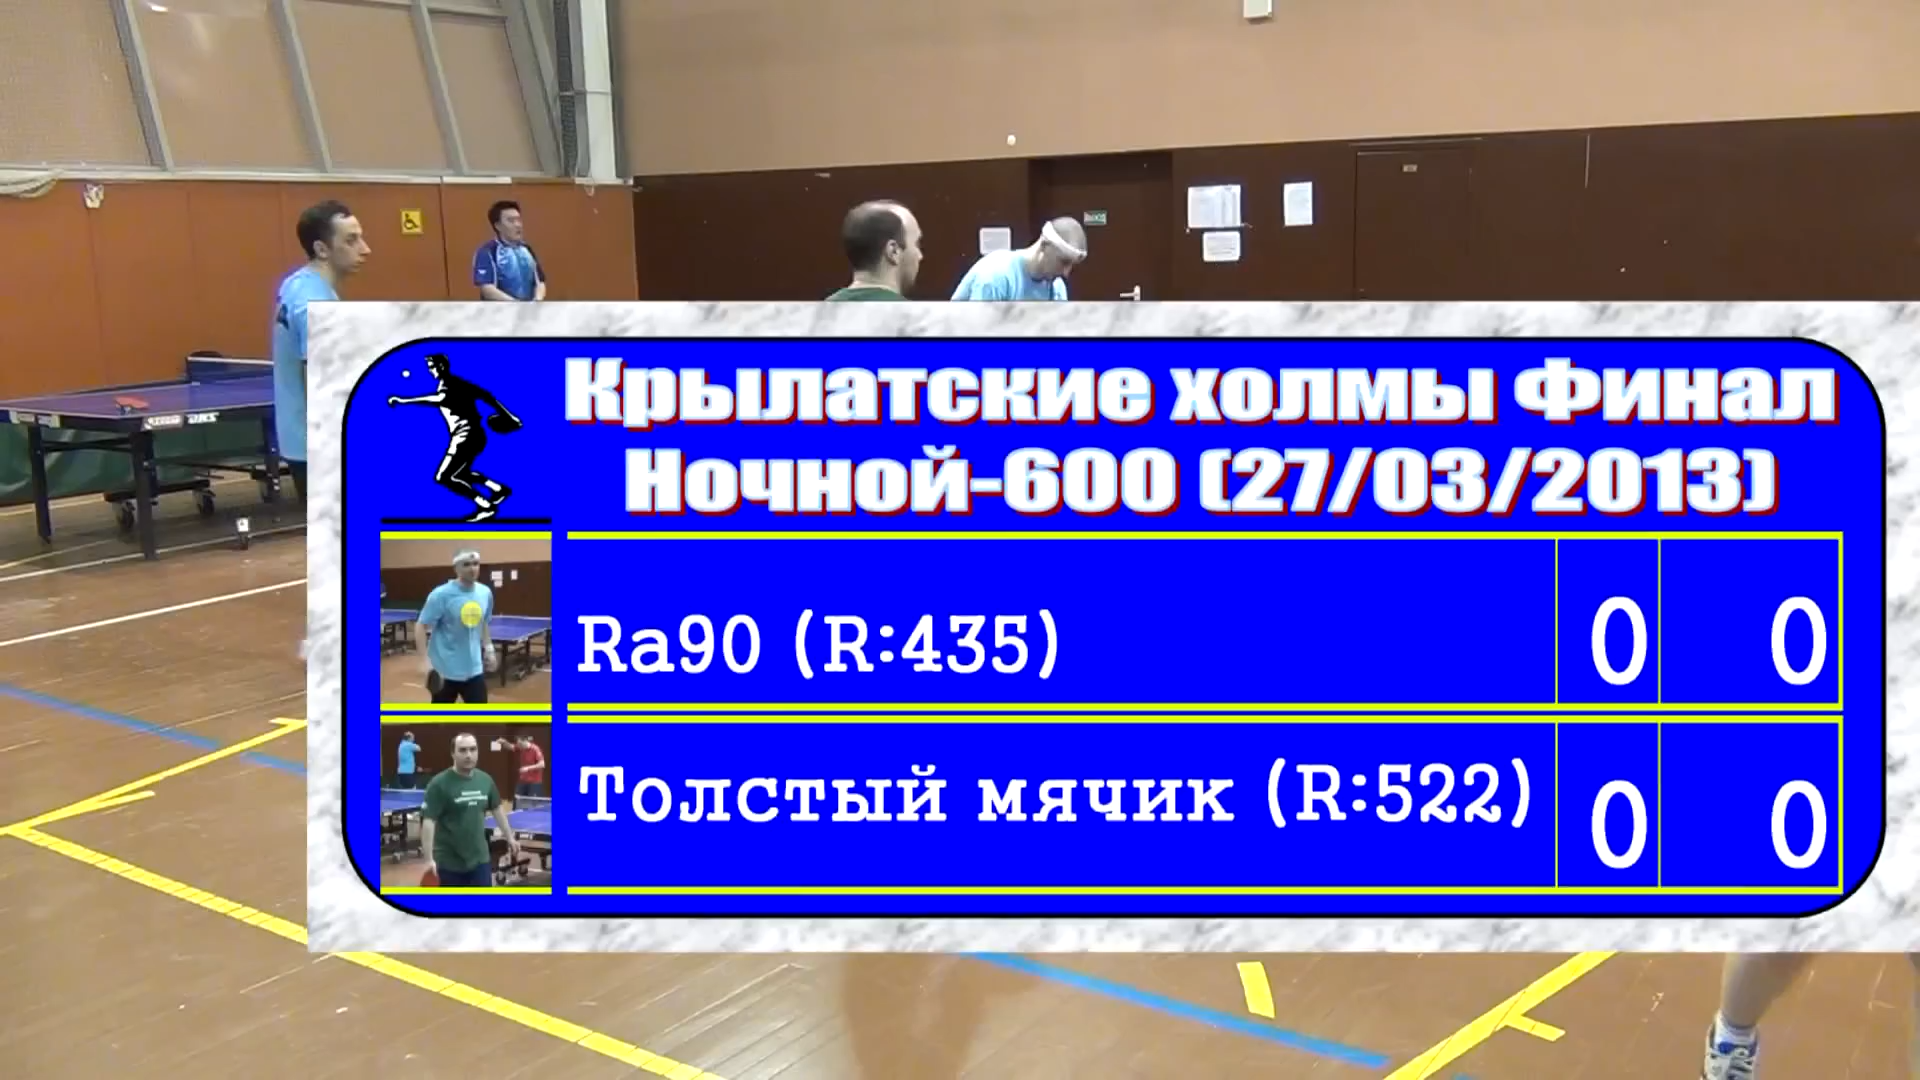 Крылатские холмы Финал
Ночной-600 (27/03/2013)
Ra90 (R:435) 0 0
Толстый мячик (R:522) 0 0